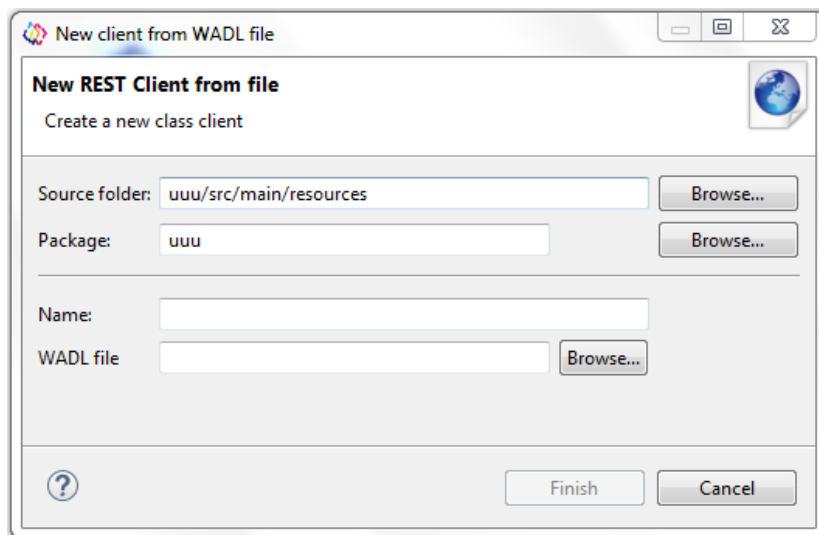 New client from WADL file
New REST Client from file
Create a new class client
Source folder: uuu/src/main/resources Browse...
Package: uuu Browse...
Name:
WADL file Browse...
? Finish Cancel